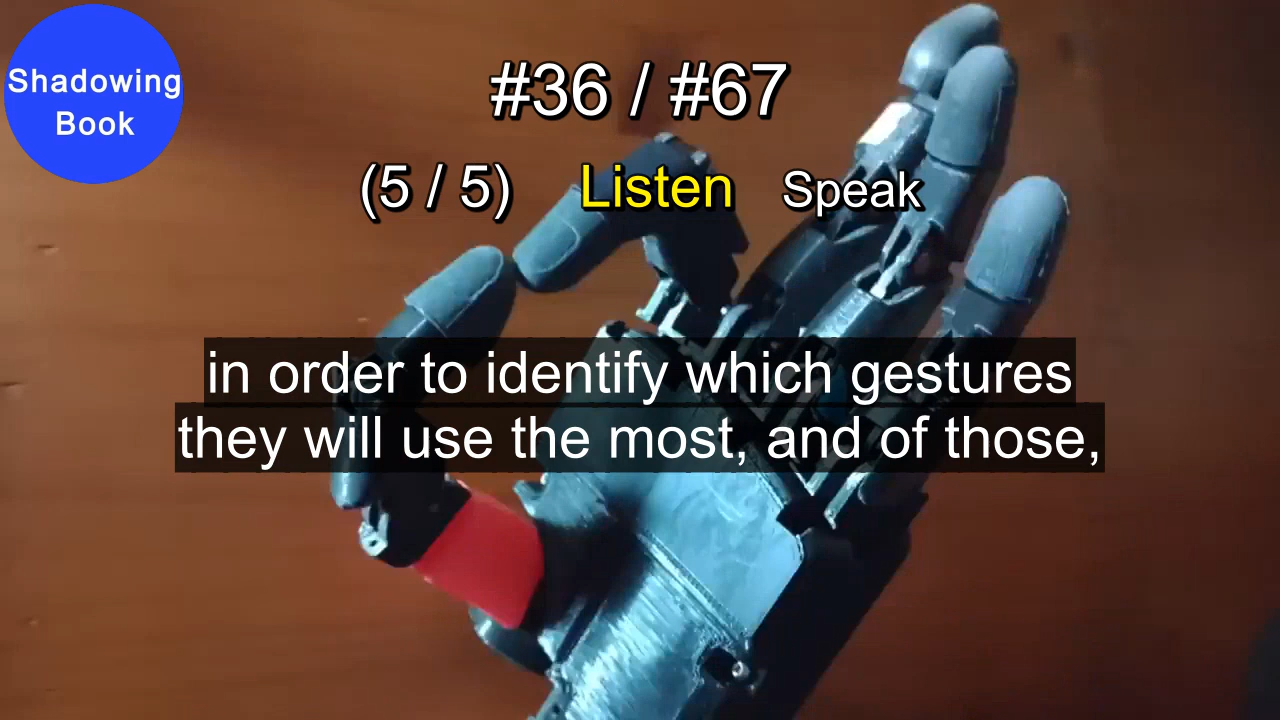 Shadowing
Book
#36 / #67
(5 / 5) Listen Speak
in order to identify which gestures
they will use the most, and of those,